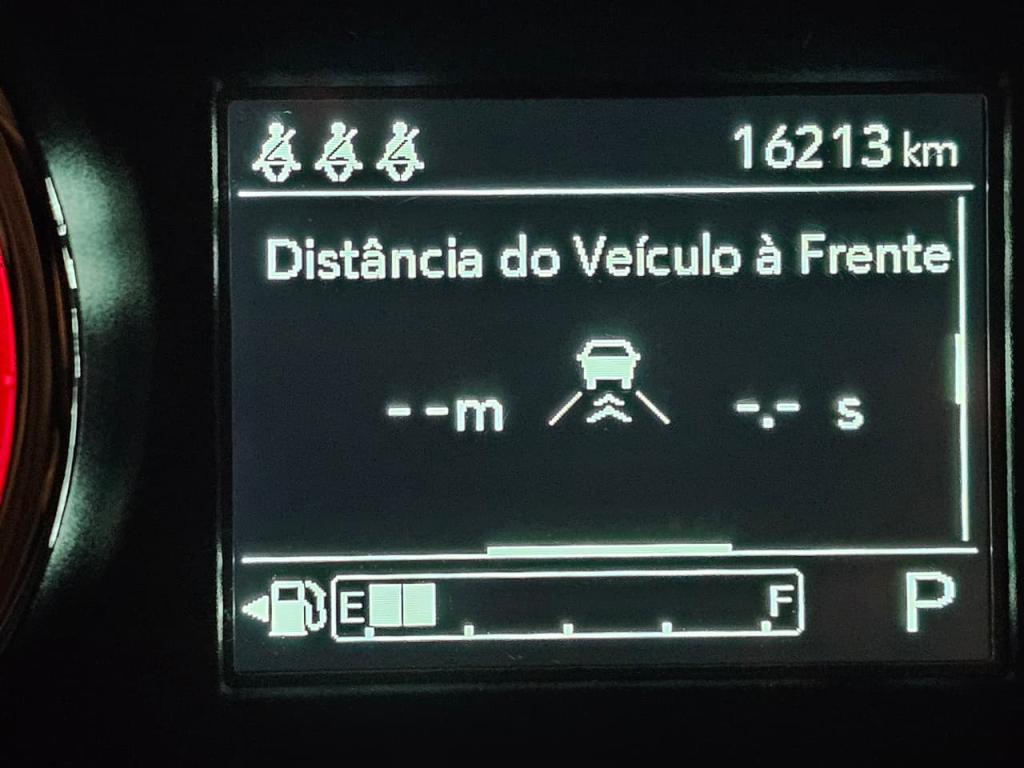 16213 km
Distância do Veículo à Frente
--m -.- s
E F P